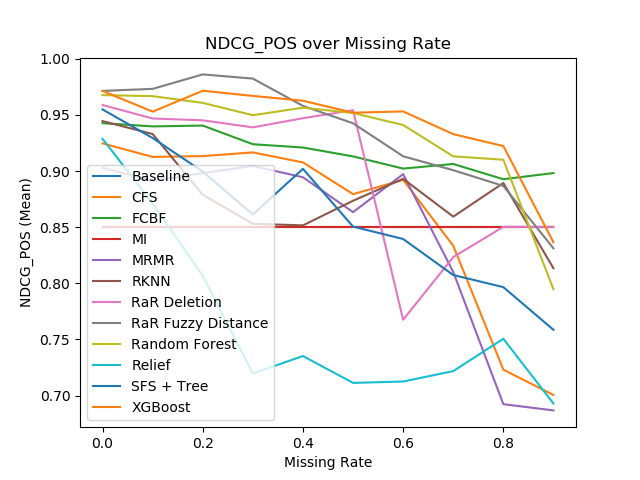 NDCG_POS over Missing Rate
NDCG_POS (Mean)
1.00
0.95
0.90
0.85
0.80
0.75
0.70
Baseline
CFS
FCBF
MI
MRMR
RKNN
RaR Deletion
RaR Fuzzy Distance
Random Forest
Relief
SFS + Tree
XGBoost
0.0 0.2 0.4 0.6 0.8
Missing Rate